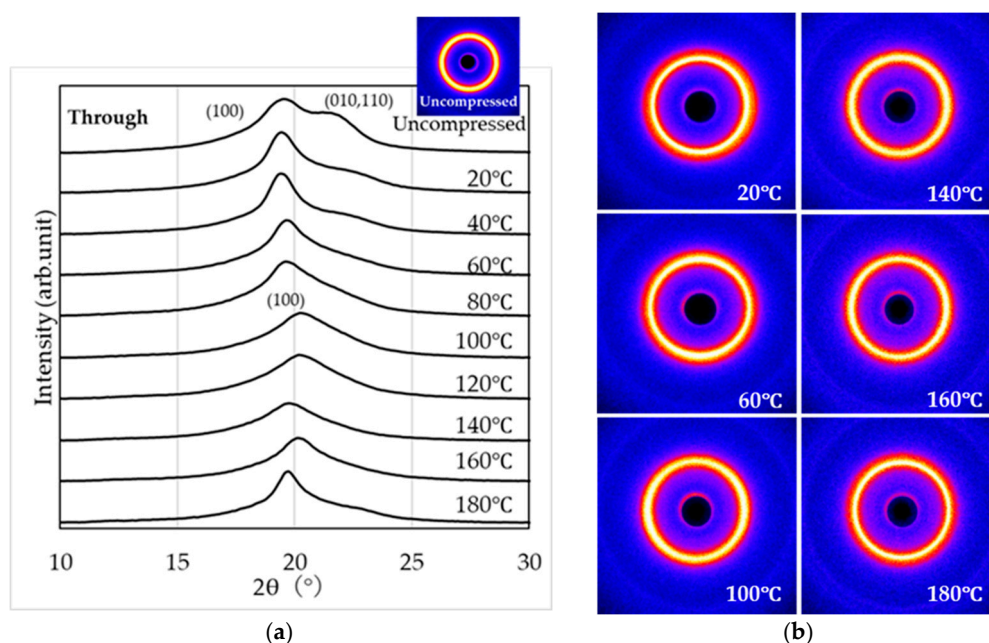 Uncompressed
Through
(100)
(010,110)
Uncompressed
20℃
40℃
60℃
80℃
(100)
100℃
120℃
140℃
160℃
180℃
Intensity (arb.unit)
10 15 20 25 30
2θ (°)
(a)
20℃ 140℃
60℃ 160℃
100℃ 180℃
(b)